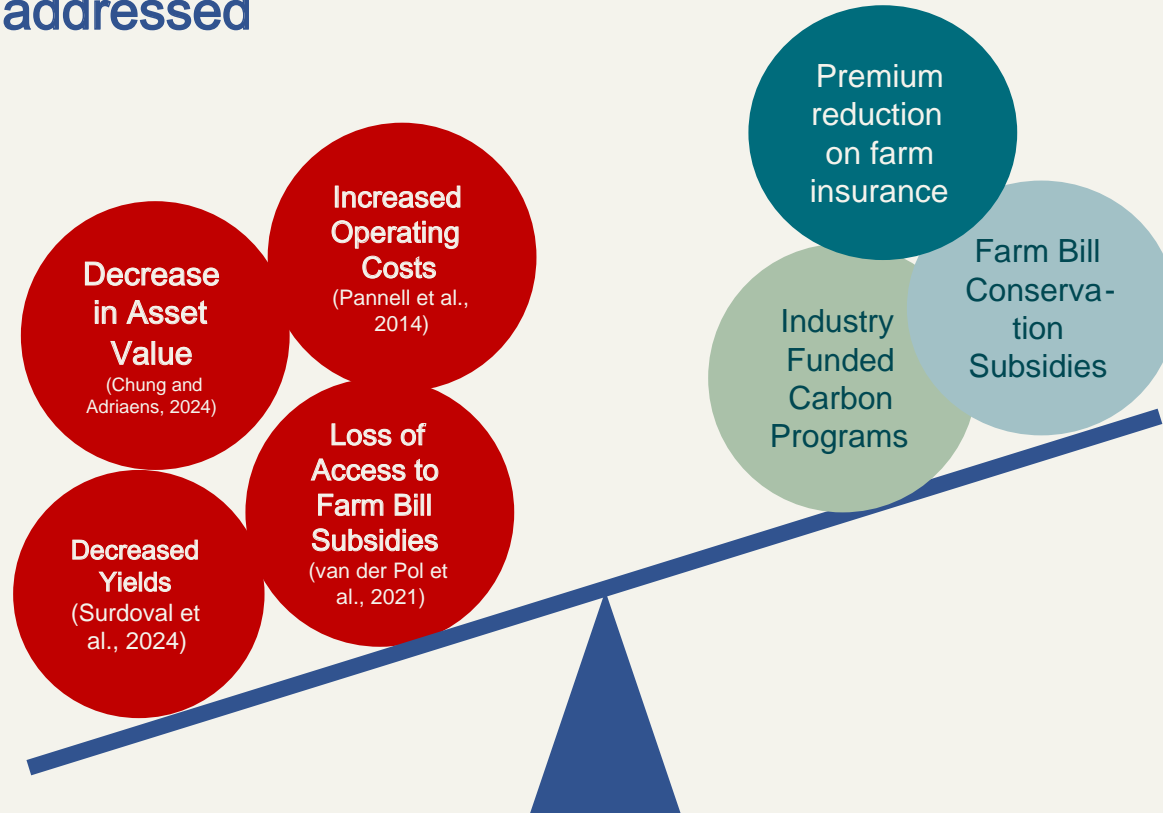 addressed
Decrease
in Asset
Value
(Chung and
Adriaens, 2024)
Increased
Operating
Costs
(Pannell et al.,
2014)
Decreased
Yields
(Surdoval et
al., 2024)
Loss of
Access to
Farm Bill
Subsidies
(van der Pol et
al., 2021)
Premium
reduction
on farm
insurance
Industry
Funded
Carbon
Programs
Farm Bill
Conserva-
tion
Subsidies